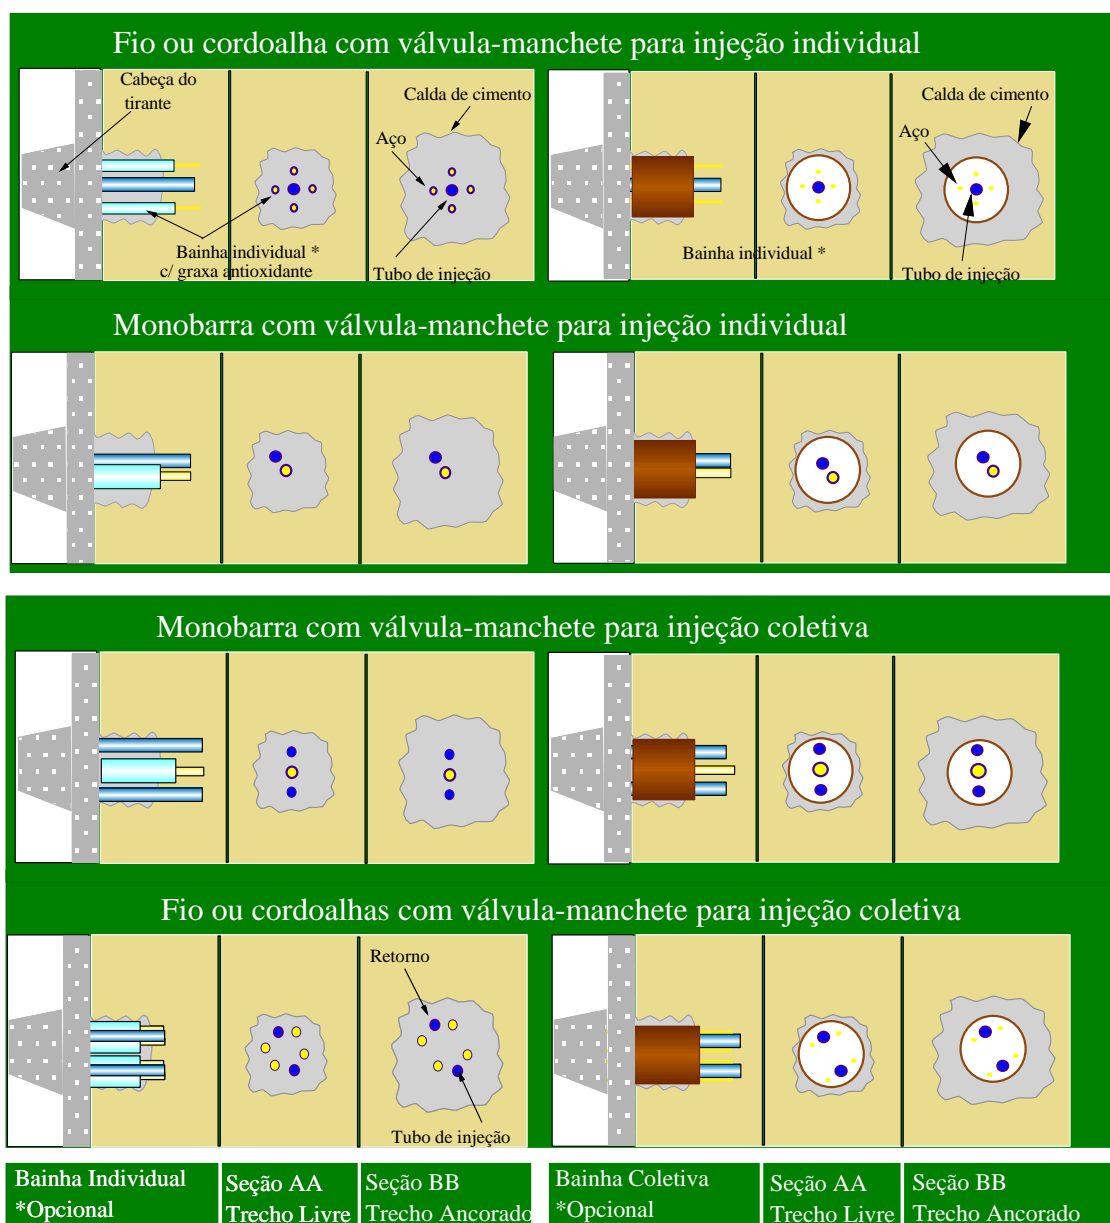 Fio ou cordoalha com válvula-manchete para injeção individual
Cabeça do
tirante
Calda de cimento
Aço
Bainha individual *
c/ graxa antioxidante
Tubo de injeção
Calda de cimento
Aço
Bainha individual *
Tubo de injeção
Monobarra com válvula-manchete para injeção individual
Monobarra com válvula-manchete para injeção coletiva
Fio ou cordoalhas com válvula-manchete para injeção coletiva
Retorno
Tubo de injeção
Bainha Individual
*Opcional
Seção AA
Trecho Livre
Seção BB
Trecho Ancorado
Bainha Coletiva
*Opcional
Seção AA
Trecho Livre
Seção BB
Trecho Ancorado